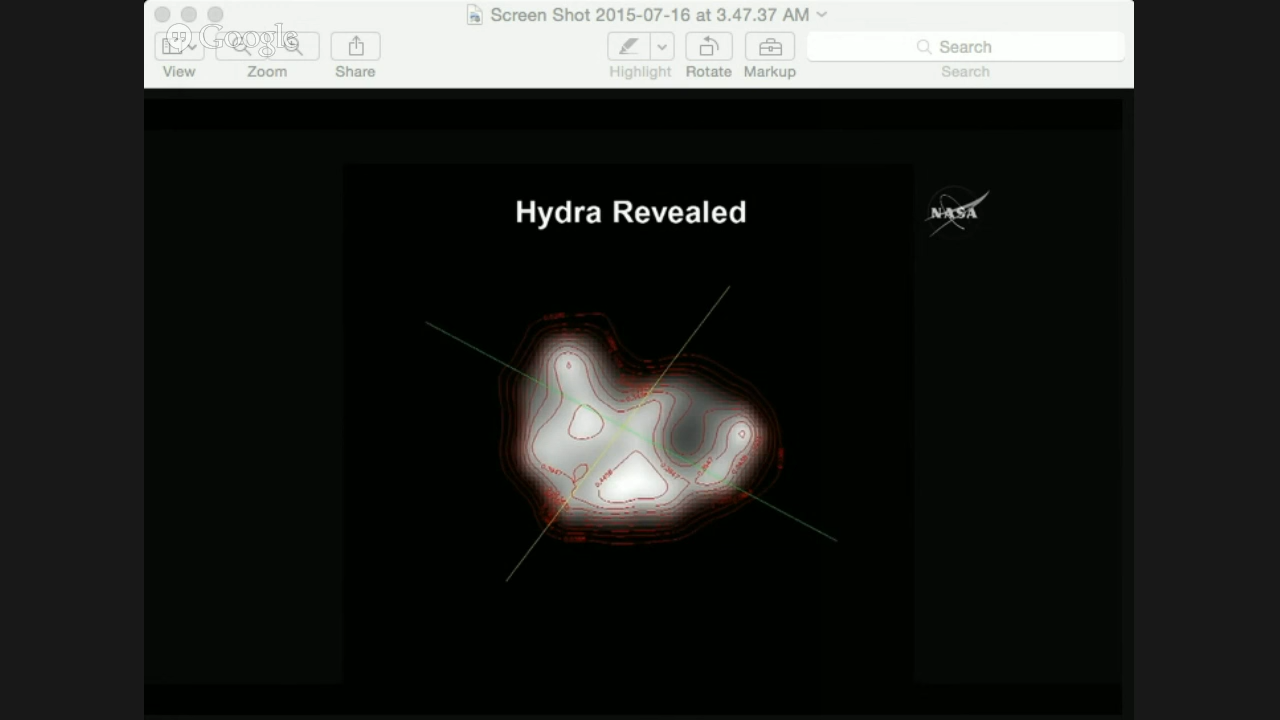 Screen Shot 2015-07-16 at 3.47.37 AM
Google
Search
View
Zoom
Share
Highlight
Rotate
Markup
Search
Hydra Revealed
NASA